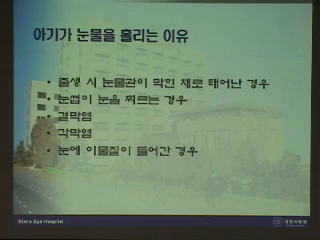 아기가 눈물을 흘리는 이유
• 출생 시 눈물관이 막힌 채로 태어난 경우
• 눈썹이 눈을 찌르는 경우
• 결막염
• 각막염
• 눈에 이물질이 들어간 경우
Eye Hospital